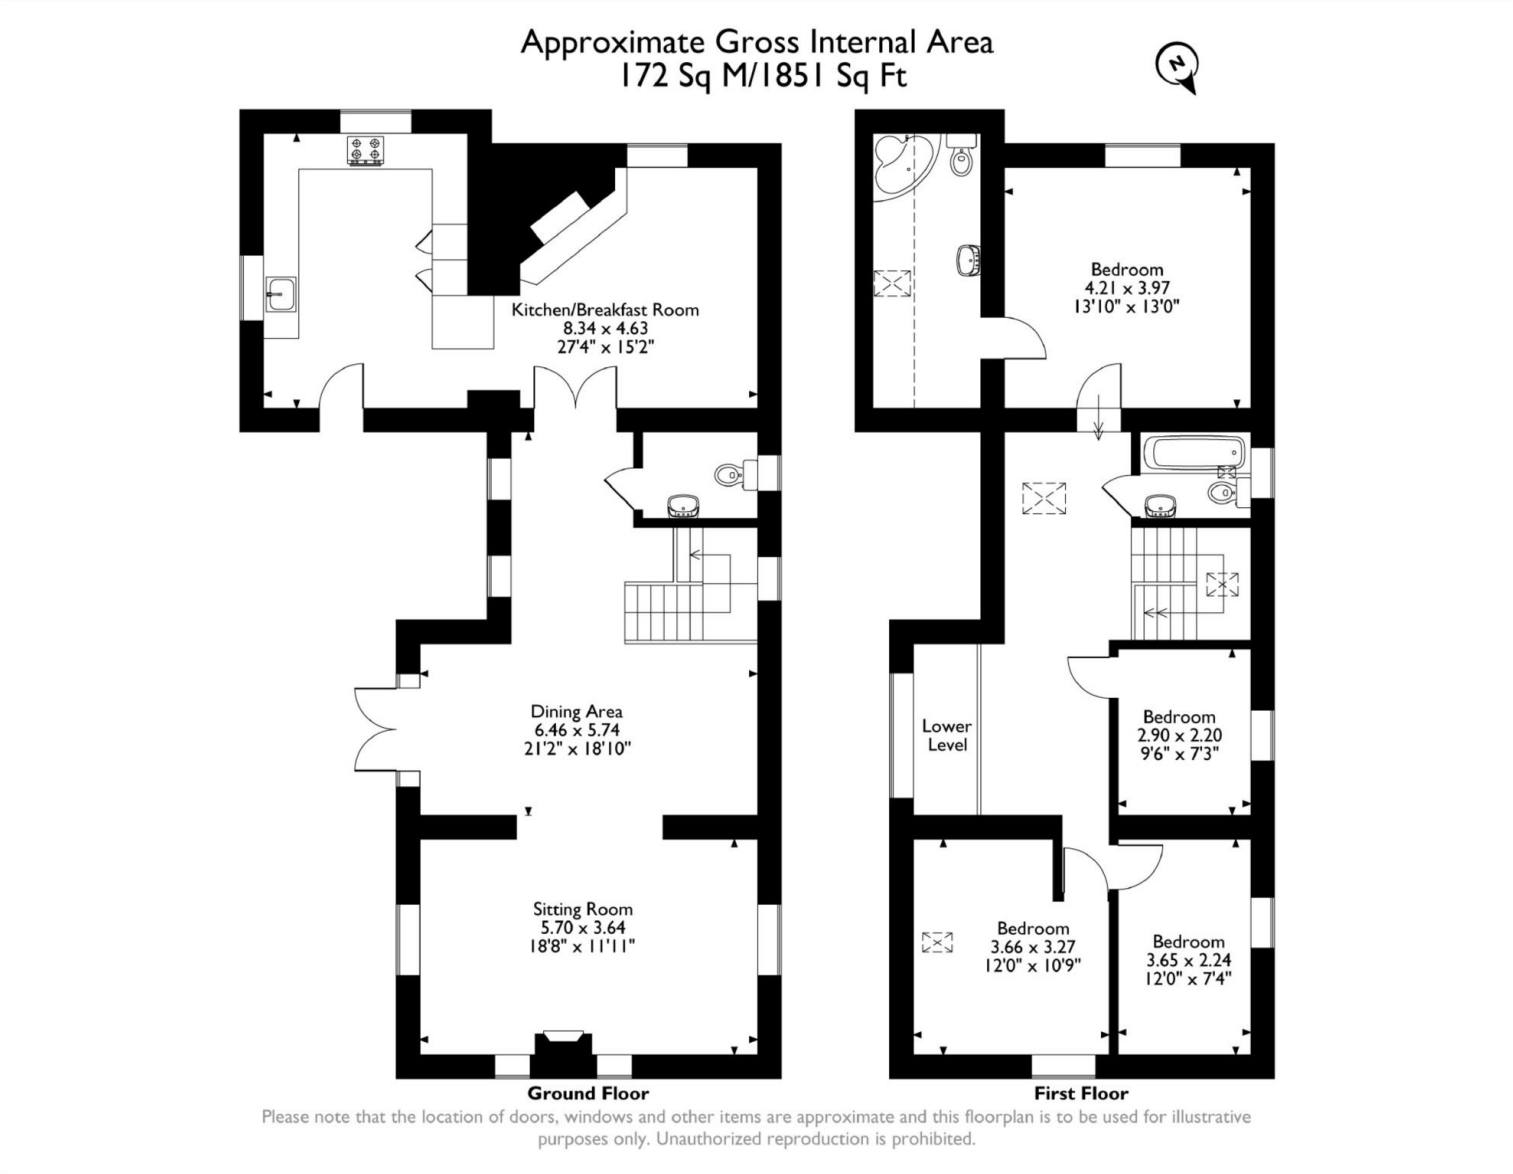 Approximate Gross Internal Area
172 Sq M/1851 Sq Ft
N
Kitchen/Breakfast Room
8.34 x 4.63
27'4" x 15'2"
Dining Area
6.46 x 5.74
21'2" x 18'10"
Sitting Room
5.70 x 3.64
18'8" x 11'11"
Ground Floor
Bedroom
4.21 x 3.97
13'10" x 13'0"
Lower
Level
Bedroom
2.90 x 2.20
9'6" x 7'3"
Bedroom
3.66 x 3.27
12'0" x 10'9"
Bedroom
3.65 x 2.24
12'0" x 7'4"
First Floor
Please note that the location of doors, windows and other items are approximate and this floorplan is to be used for illustrative
purposes only. Unauthorized reproduction is prohibited.